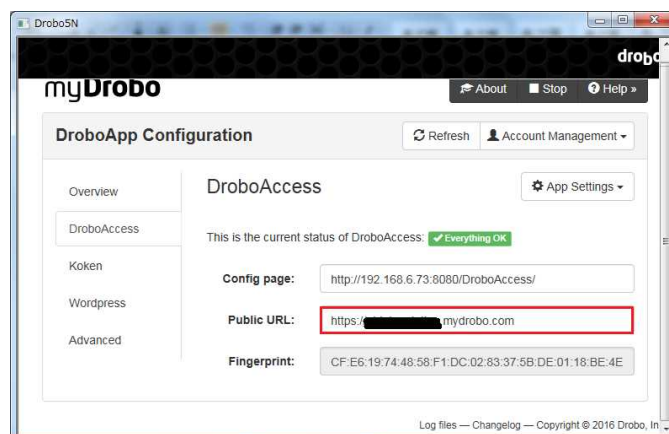 Drobo5N
drobo
myDrobo
About Stop Help »
DroboApp Configuration
Refresh Account Management
Overview
DroboAccess
Koken
Wordpress
Advanced
DroboAccess
App Settings
This is the current status of DroboAccess: Everything OK
Config page: http://192.168.6.73:8080/DroboAccess/
Public URL: https:/ .mydrobo.com
Fingerprint: CF:E6:19:74:48:58:F1:DC:02:83:37:5B:DE:01:18:BE:4E
Log files — Changelog — Copyright © 2016 Drobo, In